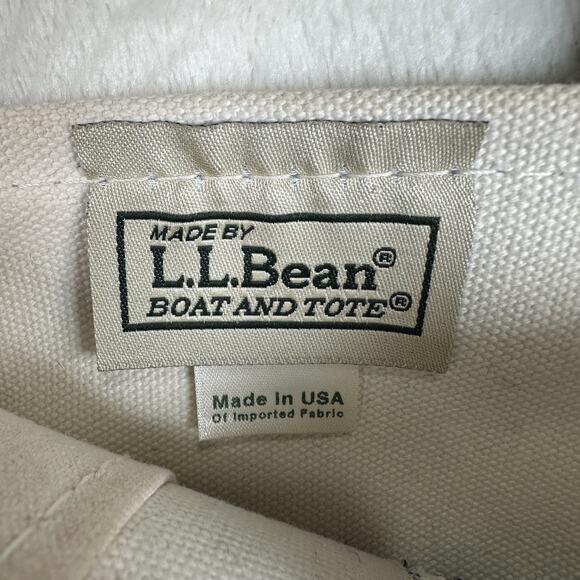 MADE BY
L.L.Bean®
BOAT AND TOTE®
Made in USA
Of Imported Fabric